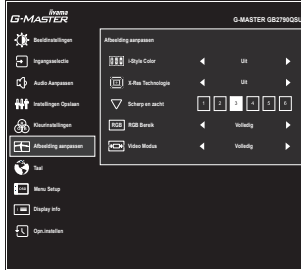 iiyama
G-MASTER
G-MASTER GB2790QSU
Beeldinstellingen
Ingangsselectie
Audio Aanpassen
Instelingen Opslaan
Kleurinstellingen
Afbeelding aanpassen
Taal
Menu Setup
Display info
Opn.instellen
Afbeelding aanpassen
i-Style Color Uit
X-Res Technologie Uit
Scherp en zacht 1 2 3 4 5 6
RGB RGB Bereik Volledig
Video Modus Volledig
OSD